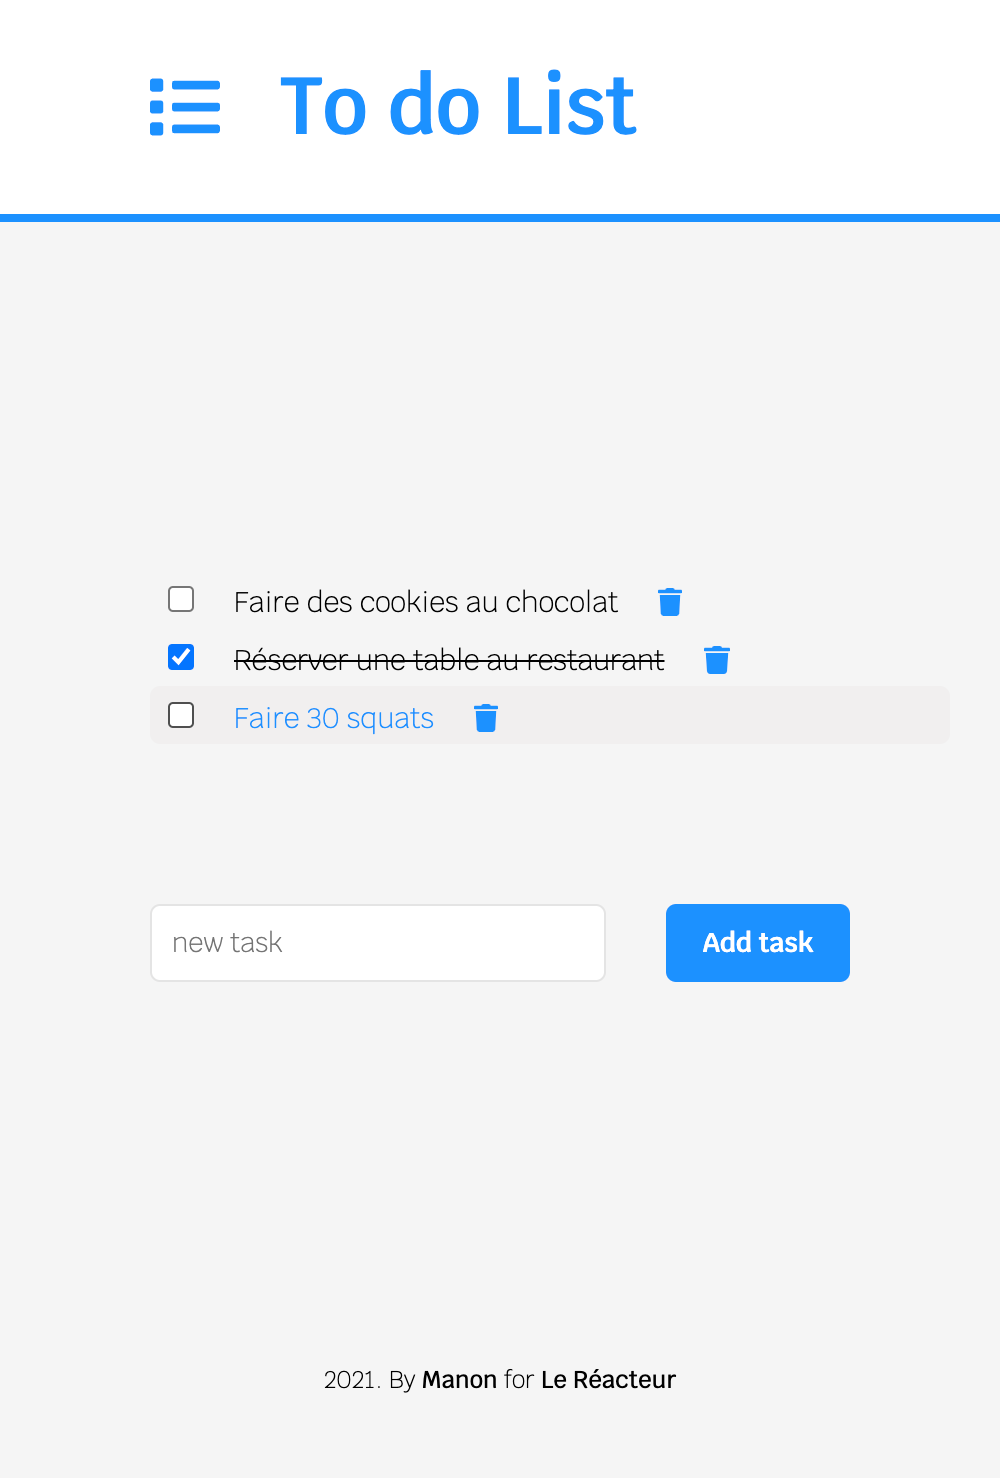 To do List
Faire des cookies au chocolat
Réserver une table au restaurant
Faire 30 squats
new task
Add task
2021. By Manon for Le Réacteur